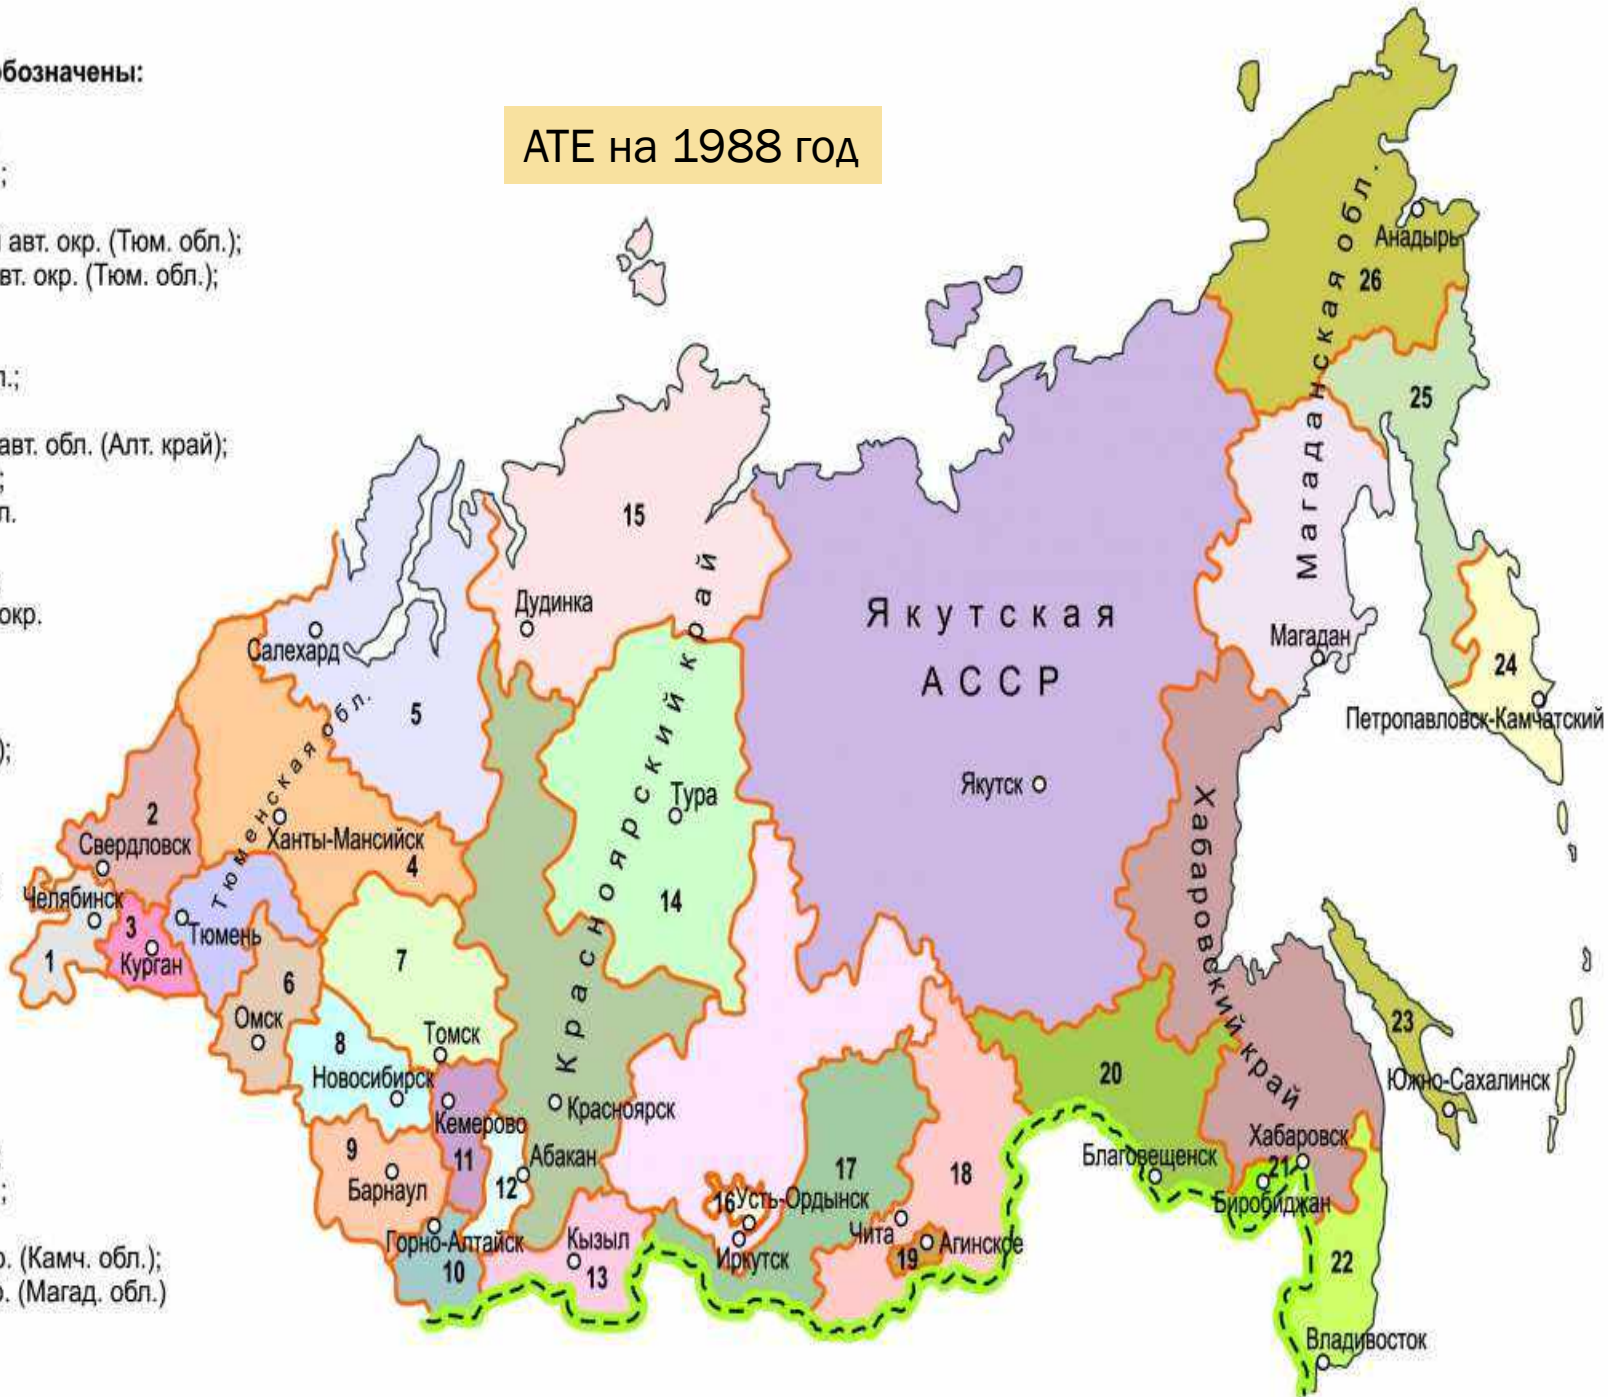 обозначены:
АТЕ на 1988 год
;
авт. окр. (Тюм. обл.);
вт. окр. (Тюм. обл.);
л.;
авт. обл. (Алт. край);
;
л.
окр.
);
;
о. (Камч. обл.);
о. (Магад. обл.)
Магаданская обл.
Анадырь
26
25
15
Дудинка
Красноярский край
Якутская
АССР
Магадан
24
Петропавловск-Камчатский
Салехард
5
Тюменская обл.
Тура
Якутск
Хабаровский край
2
Свердловск
Ханты-Мансийск
4
Челябинск
3
Тюмень
14
1
Курган
7
6
Омск
Томск
8
Новосибирск
23
Южно-Сахалинск
20
Кемерово
Красноярск
9
Барнаул
11
12
Абакан
17
18
Хабаровск
Благовещенск
21
Биробиджан
16
Усть-Ордынск
Чита
19
Агинское
Горно-Алтайск
10
Кызыл
13
Иркутск
22
Владивосток